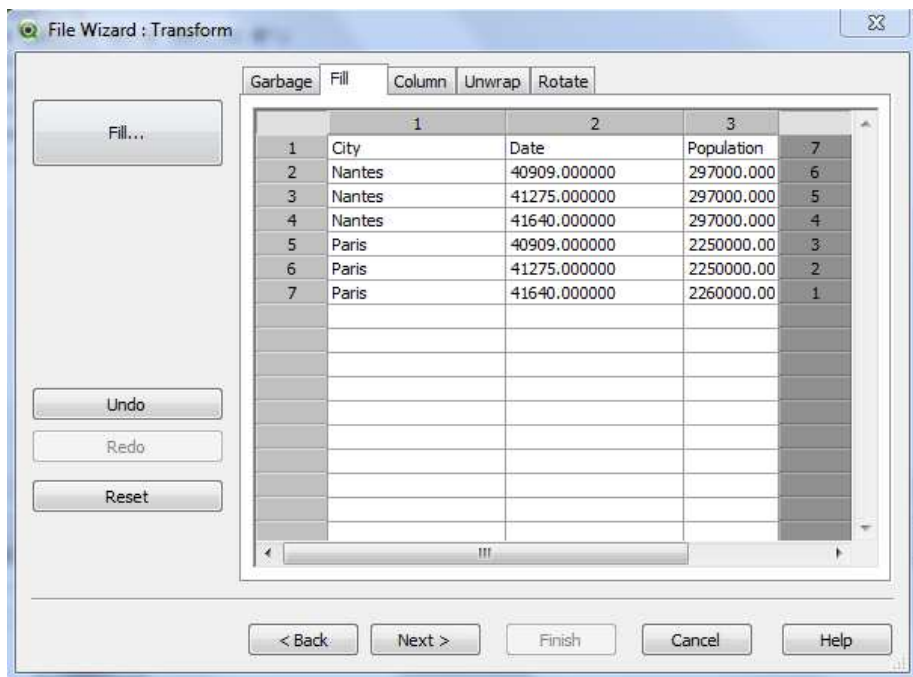 File Wizard : Transform
Garbage Fill Column Unwrap Rotate
Fill...
1 2 3
1 City Date Population 7
2 Nantes 40909.000000 297000.000 6
3 Nantes 41275.000000 297000.000 5
4 Nantes 41640.000000 297000.000 4
5 Paris 40909.000000 2250000.00 3
6 Paris 41275.000000 2250000.00 2
7 Paris 41640.000000 2260000.00 1
Undo
Redo
Reset
< Back Next > Finish Cancel Help